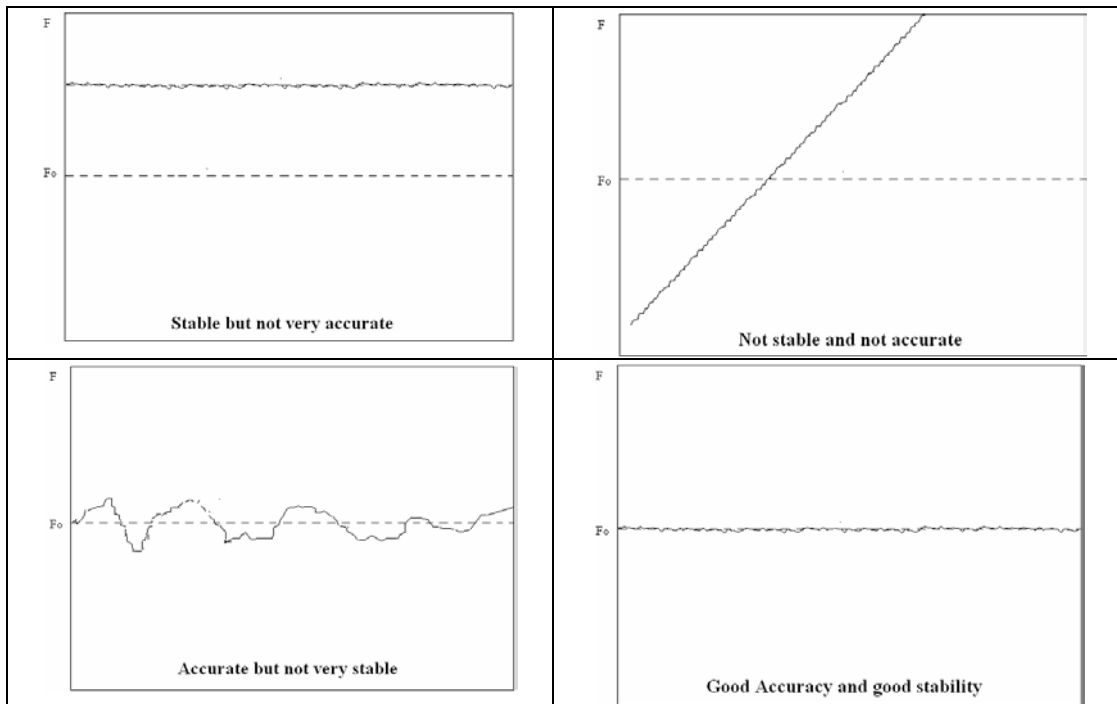 F
Fo
Stable but not very accurate
F
Fo
Not stable and not accurate
F
Fo
Accurate but not very stable
F
Fo
Good Accuracy and good stability